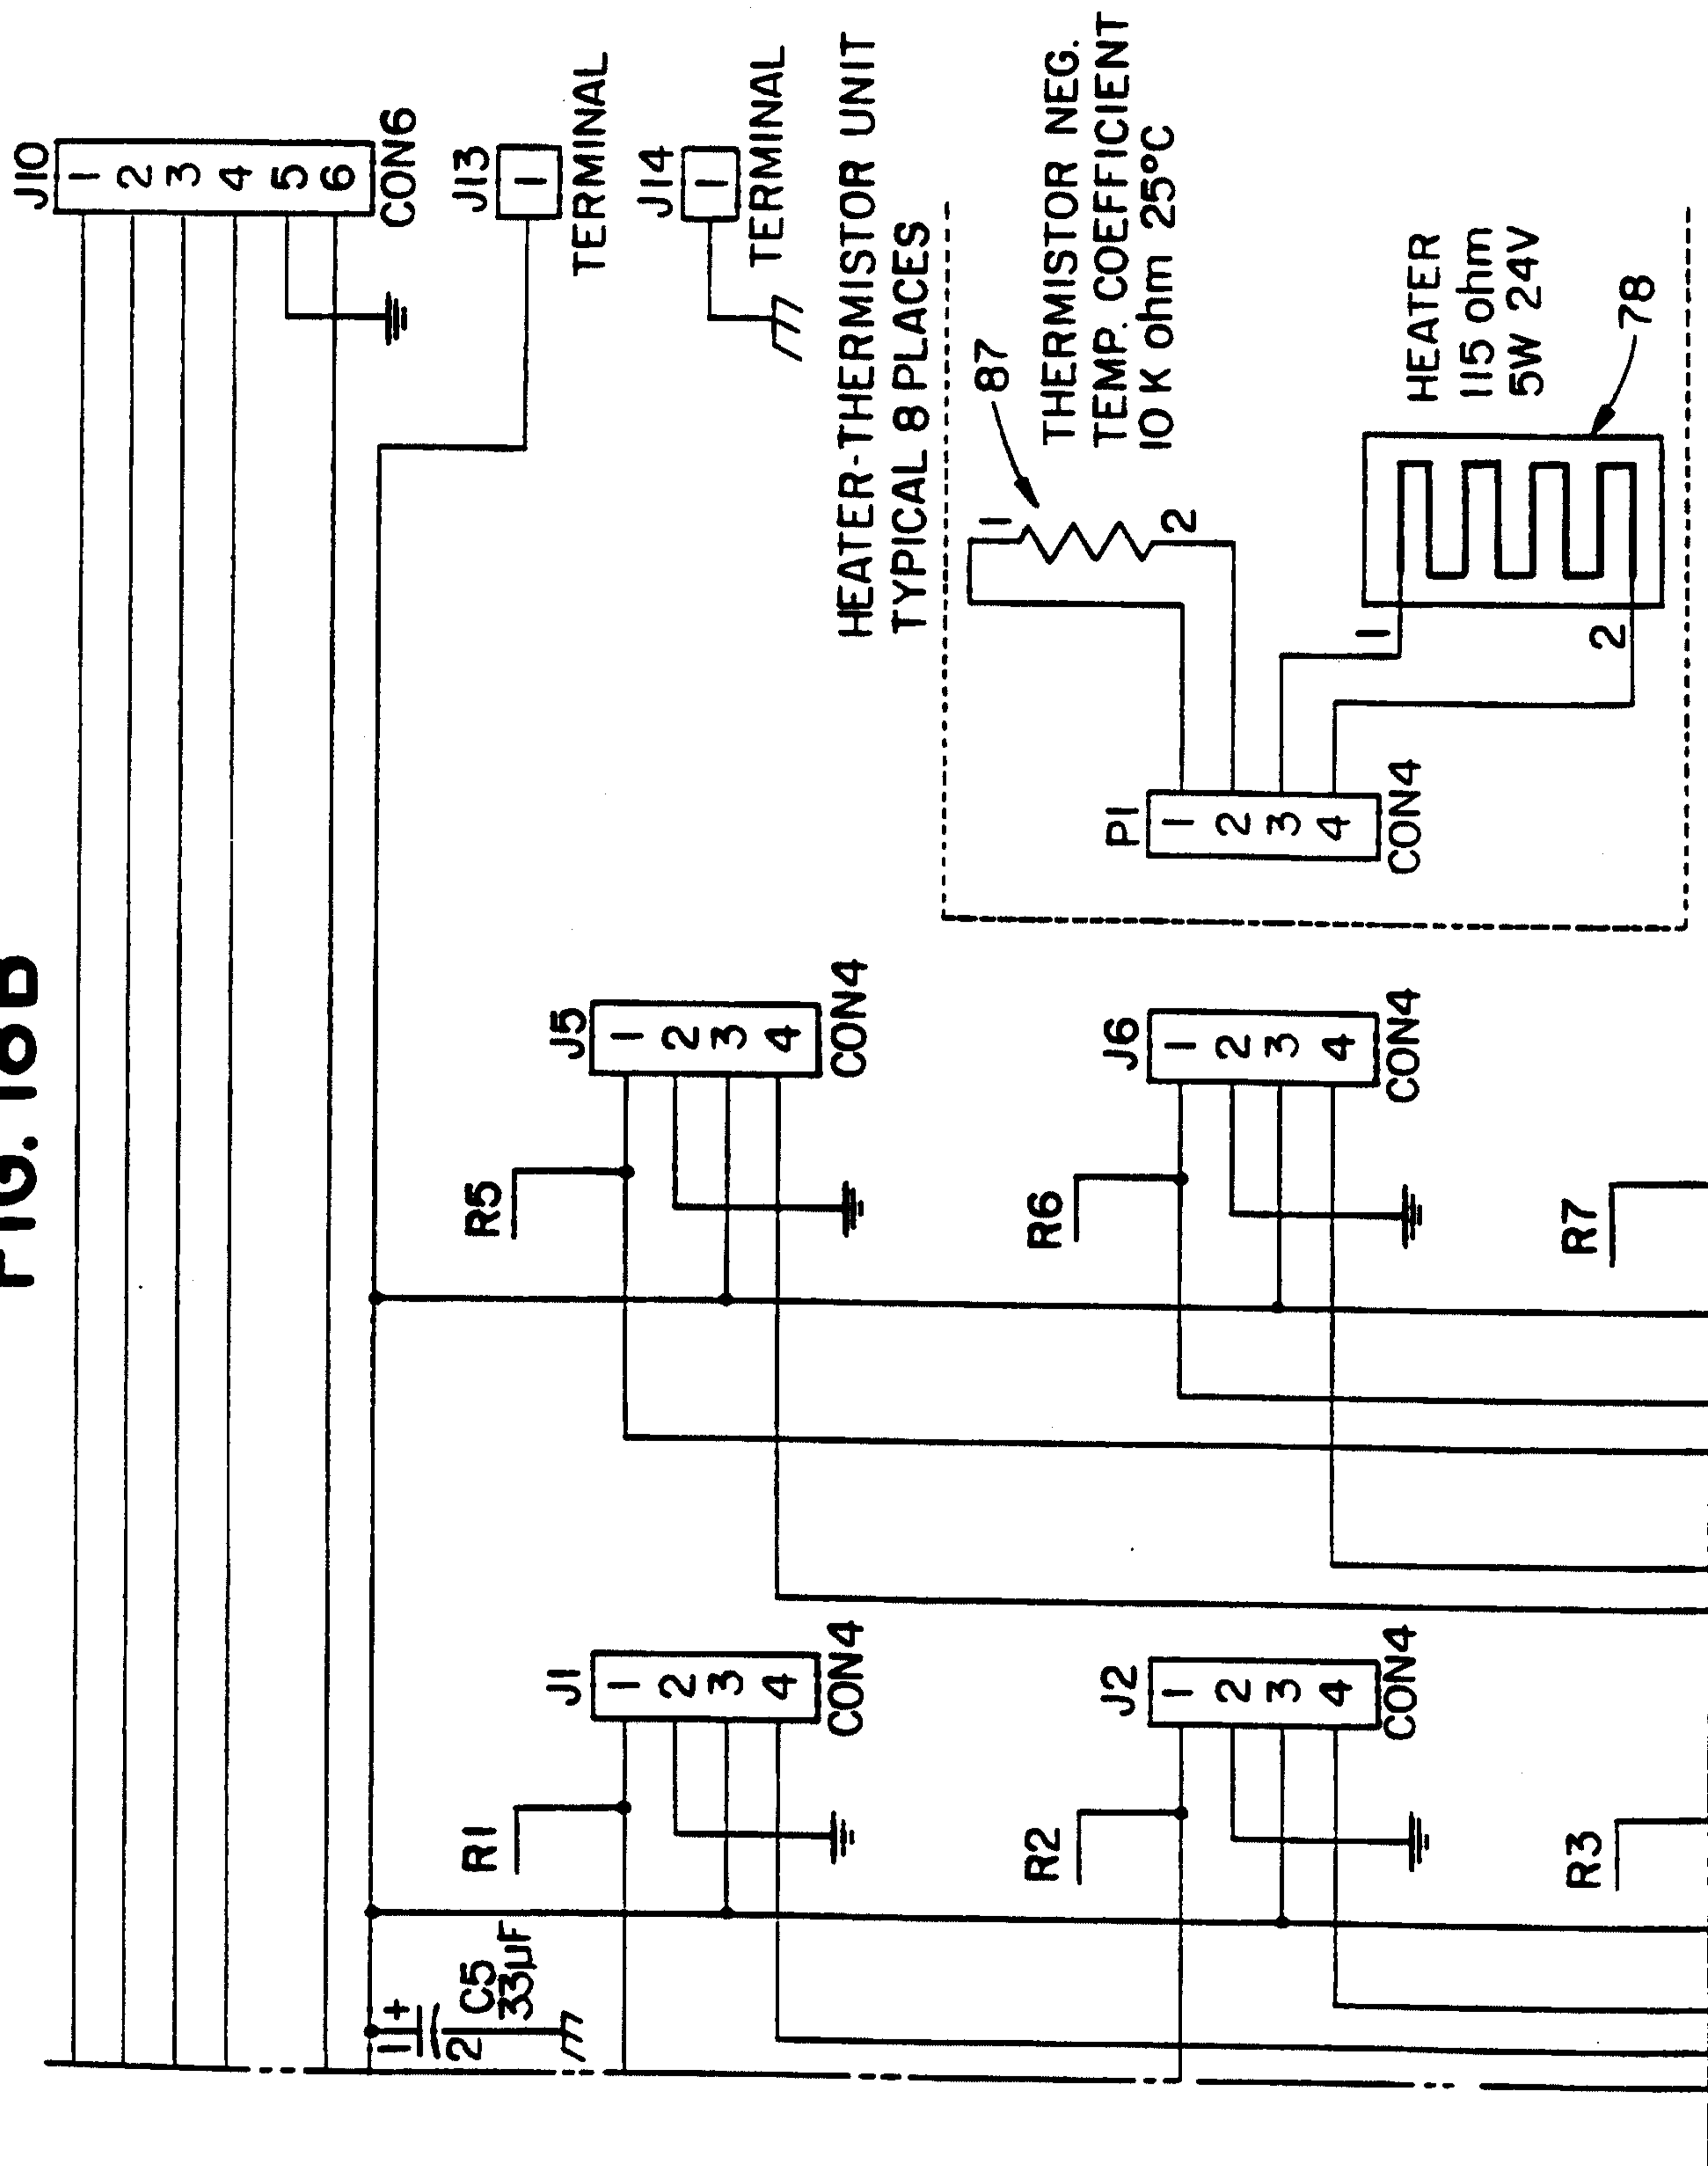 FIG. 18B
J10
1
2
3
4
5
6
CON6
J13
1
TERMINAL
J14
1
TERMINAL
HEATER-THERMISTOR UNIT
TYPICAL 8 PLACES
87
1
2
THERMISTOR NEG.
TEMP. COEFFICIENT
10 K ohm 25°C
P1
1
2
3
4
CON4
1
2
HEATER
115 ohm
5W 24V
78
R5
J5
1
2
3
4
CON4
R6
J6
1
2
3
4
CON4
R7
1 +
2
C5
33µF
R1
J1
1
2
3
4
CON4
R2
J2
1
2
3
4
CON4
R3